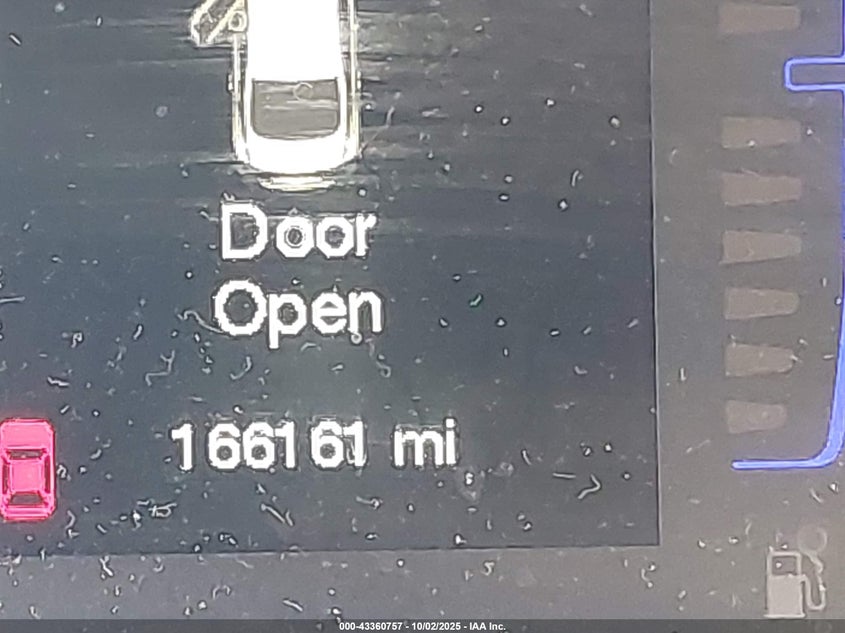 Door
Open
166161 mi
000-43360757 - 10/02/2025 - IAA Inc.